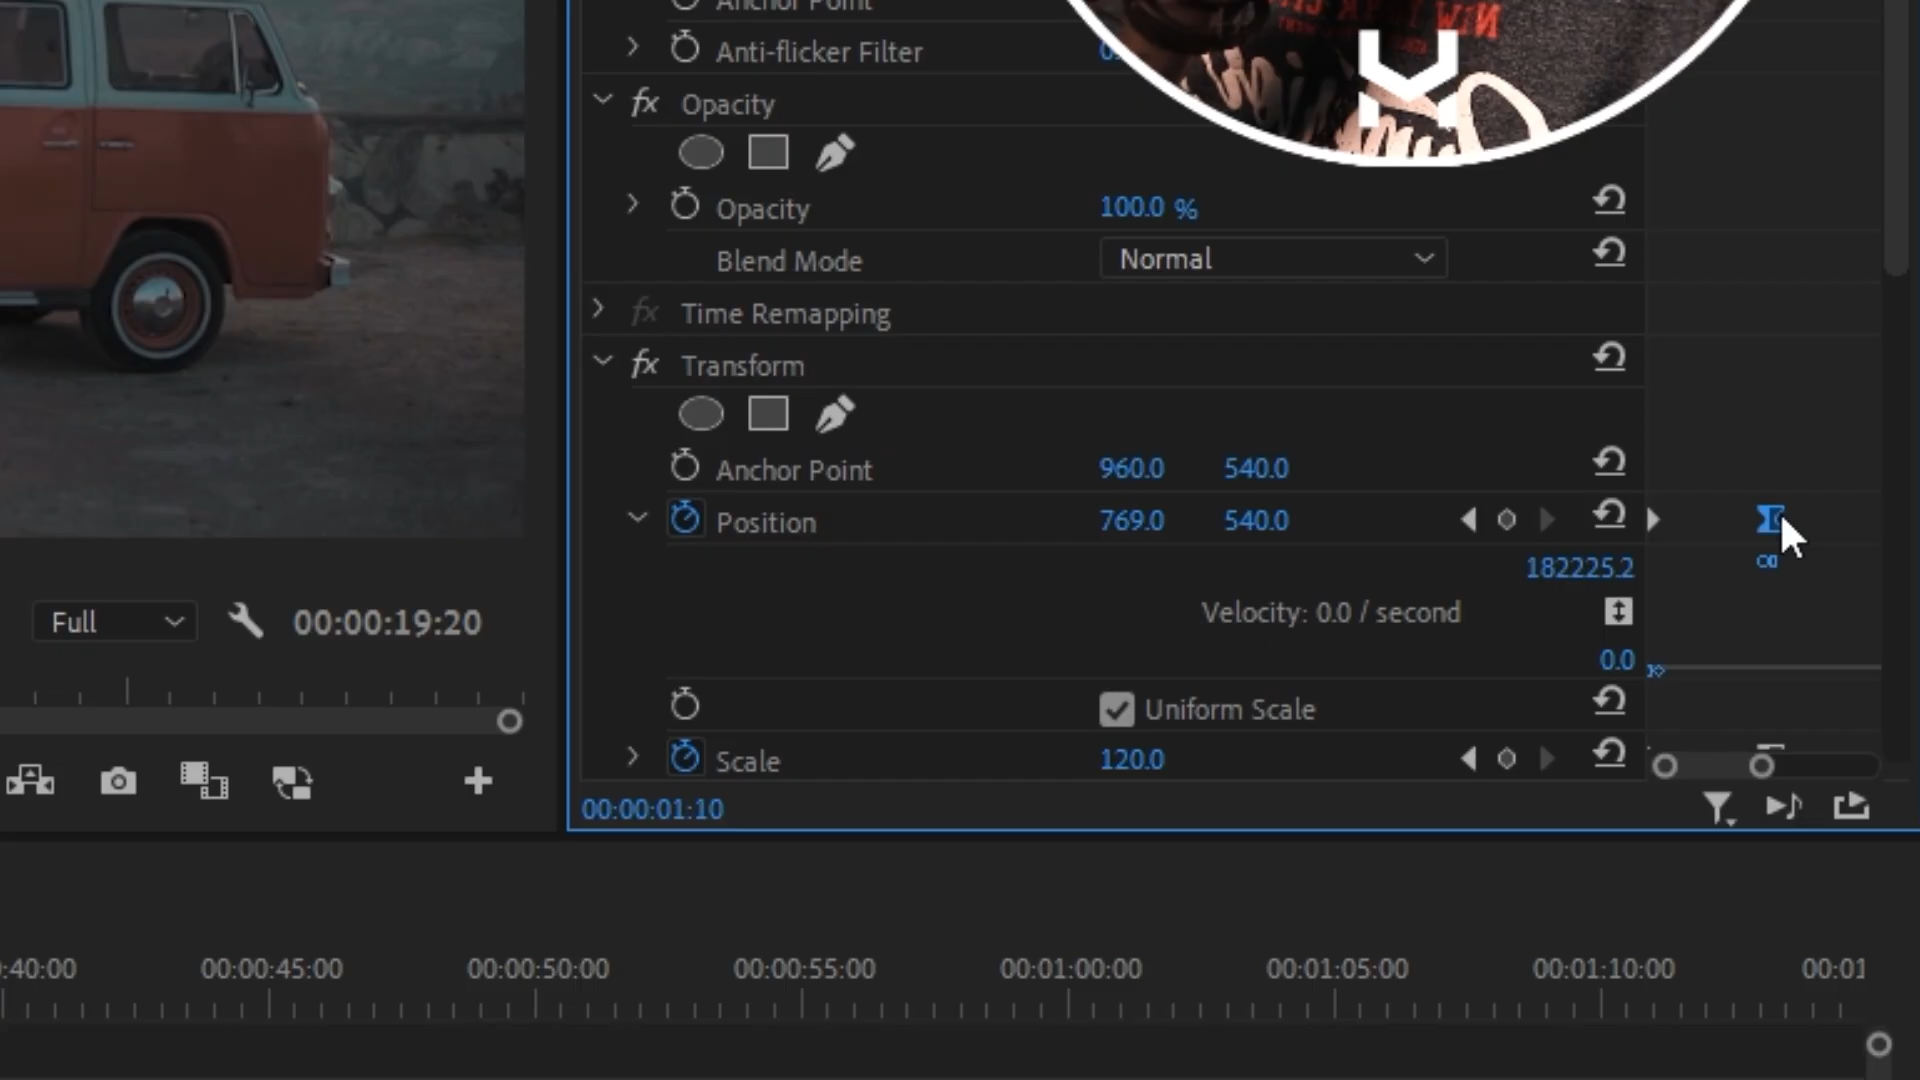 Anchor Point
Anti-flicker Filter
fx Opacity
Opacity 100.0 %
Blend Mode Normal
fx Time Remapping
fx Transform
Anchor Point 960.0 540.0
Position 769.0 540.0
182225.2
Velocity: 0.0 / second
0.0
Uniform Scale
Scale 120.0
00:00:01:10
Full 00:00:19:20
:40:00 00:00:45:00 00:00:50:00 00:00:55:00 00:01:00:00 00:01:05:00 00:01:10:00 00:01